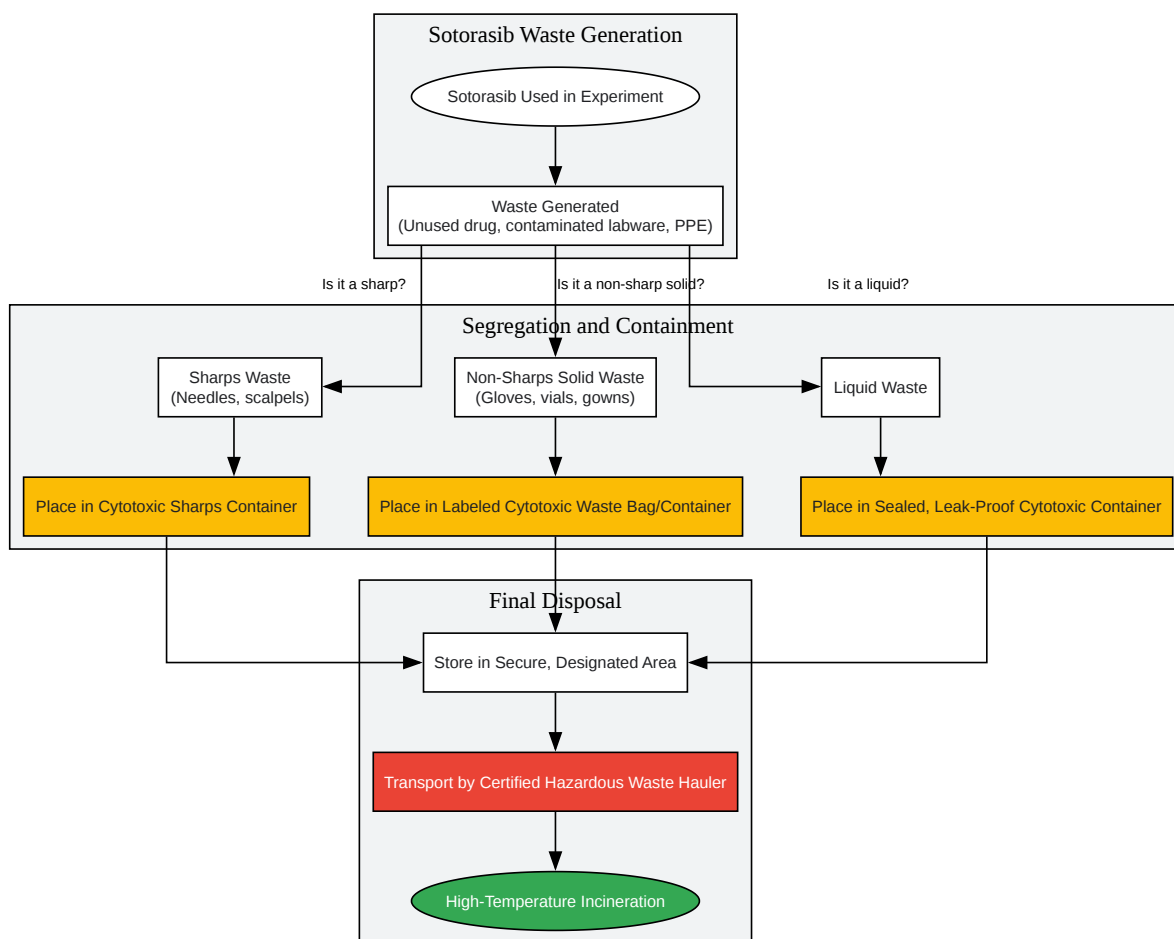 Sotorasib Waste Generation
Sotorasib Used in Experiment
Waste Generated
(Unused drug, contaminated labware, PPE)
Is it a sharp?
Is it a non-sharp solid?
Is it a liquid?
Segregation and Containment
Sharps Waste
(Needles, scalpels)
Non-Sharps Solid Waste
(Gloves, vials, gowns)
Liquid Waste
Place in Cytotoxic Sharps Container
Place in Labeled Cytotoxic Waste Bag/Container
Place in Sealed, Leak-Proof Cytotoxic Container
Final Disposal
Store in Secure, Designated Area
Transport by Certified Hazardous Waste Hauler
High-Temperature Incineration